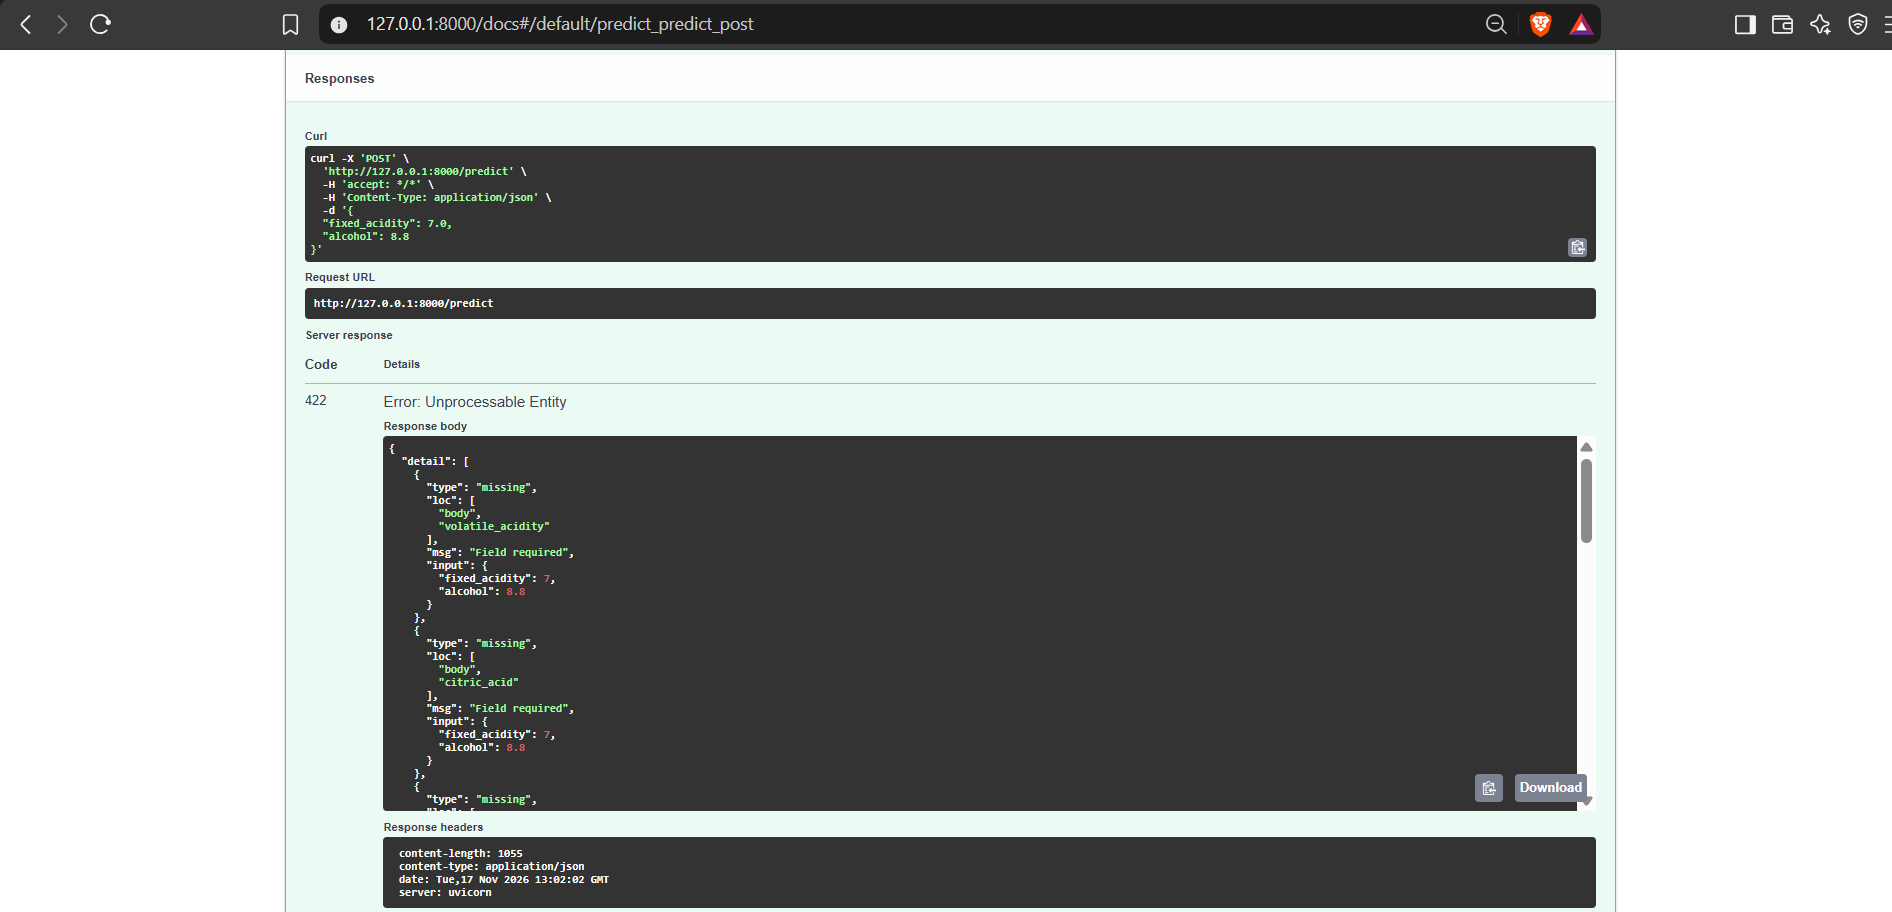 127.0.0.1:8000/docs#/default/predict_predict_post
Responses
Curl
curl -X 'POST' \
'http://127.0.0.1:8000/predict' \
-H 'accept: */*' \
-H 'Content-Type: application/json' \
-d '{
"fixed_acidity": 7.0,
"alcohol": 8.8
}'
Request URL
http://127.0.0.1:8000/predict
Server response
Code Details
422 Error: Unprocessable Entity
Response body
{
"detail": [
{
"type": "missing",
"loc": [
"body",
"volatile_acidity"
],
"msg": "Field required",
"input": {
"fixed_acidity": 7,
"alcohol": 8.8
}
},
{
"type": "missing",
"loc": [
"body",
"citric_acid"
],
"msg": "Field required",
"input": {
"fixed_acidity": 7,
"alcohol": 8.8
}
},
{
"type": "missing",
Download
Response headers
content-length: 1055
content-type: application/json
date: Tue,17 Nov 2026 13:02:02 GMT
server: uvicorn